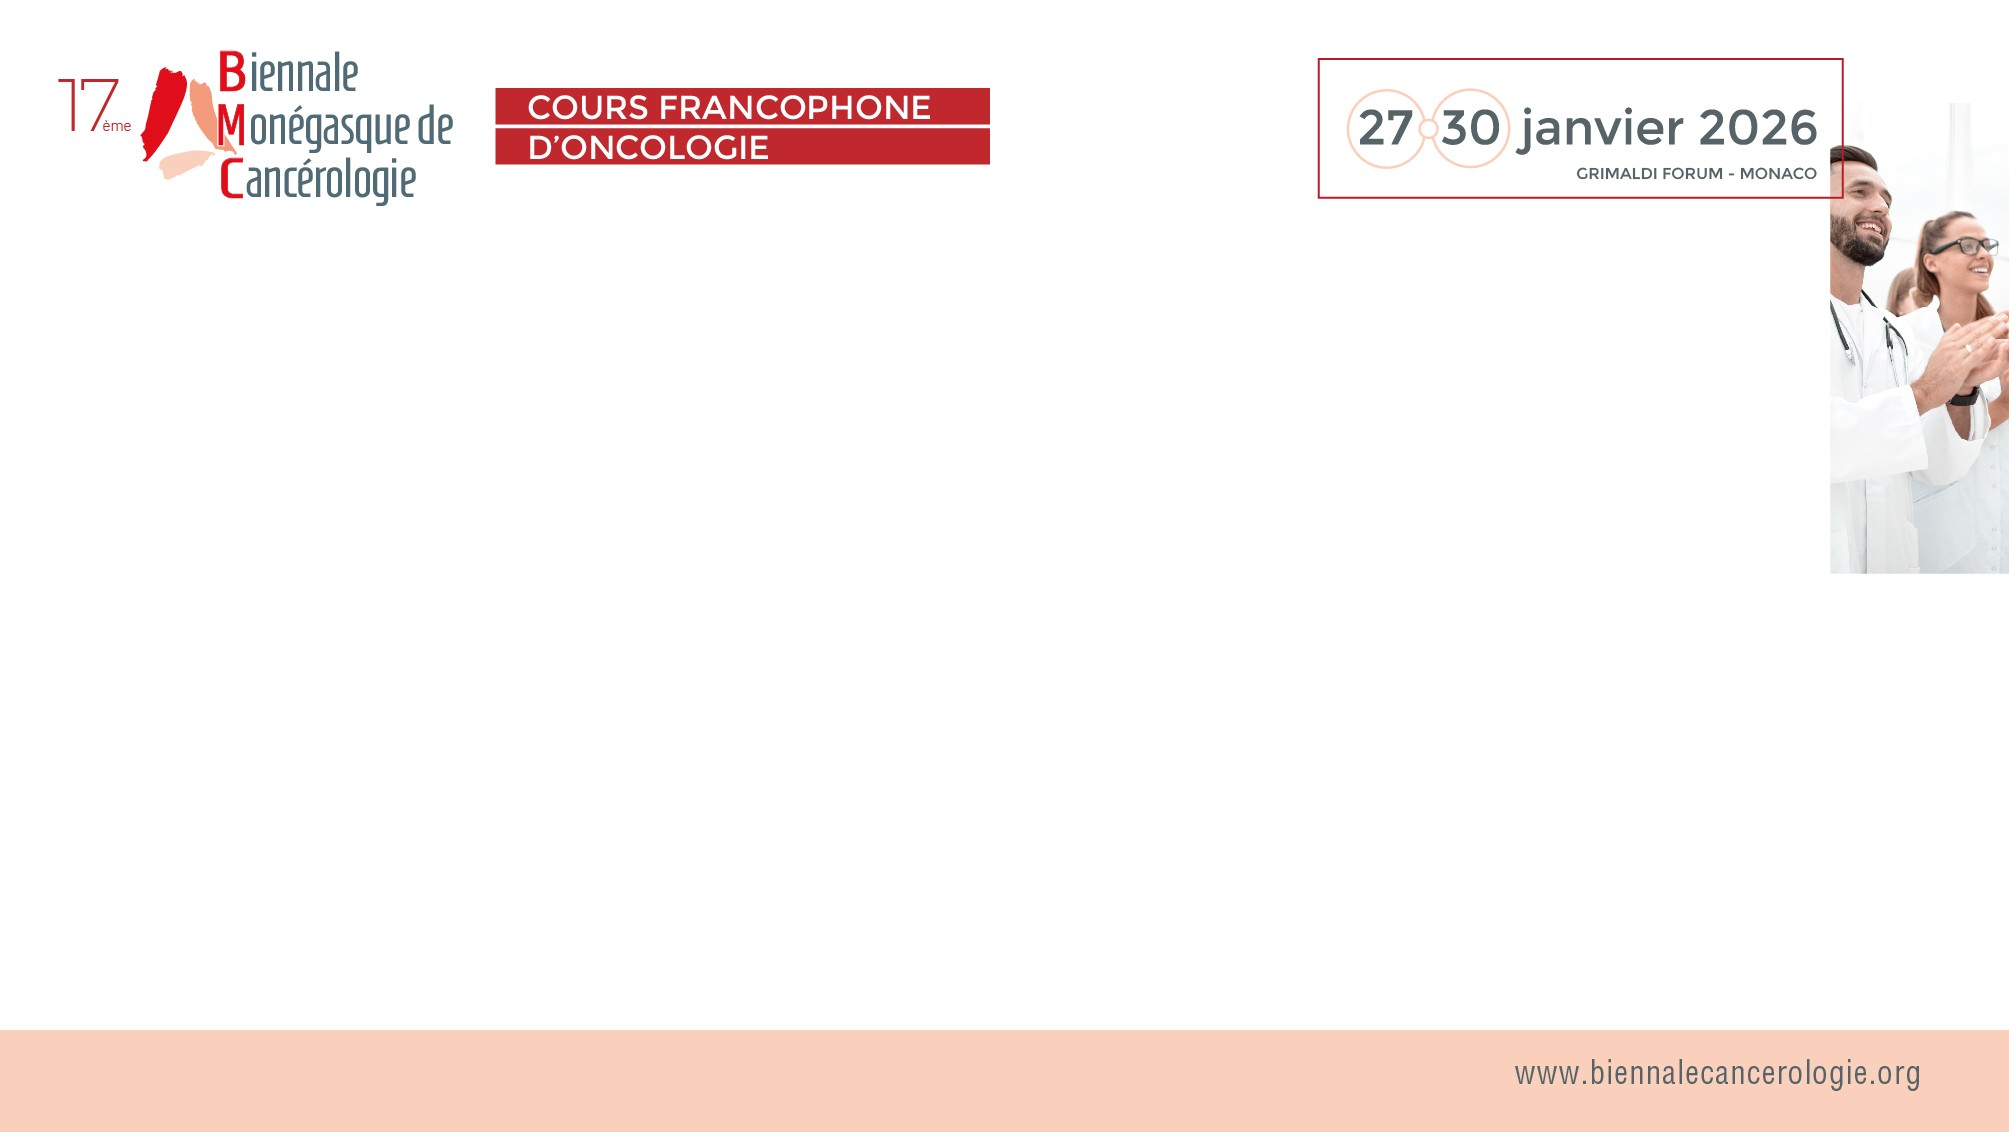 17ème
Biennale
Monégasque de
Cancérologie
COURS FRANCOPHONE
D'ONCOLOGIE
27 30 janvier 2026
GRIMALDI FORUM - MONACO
www.biennalecancerologie.org